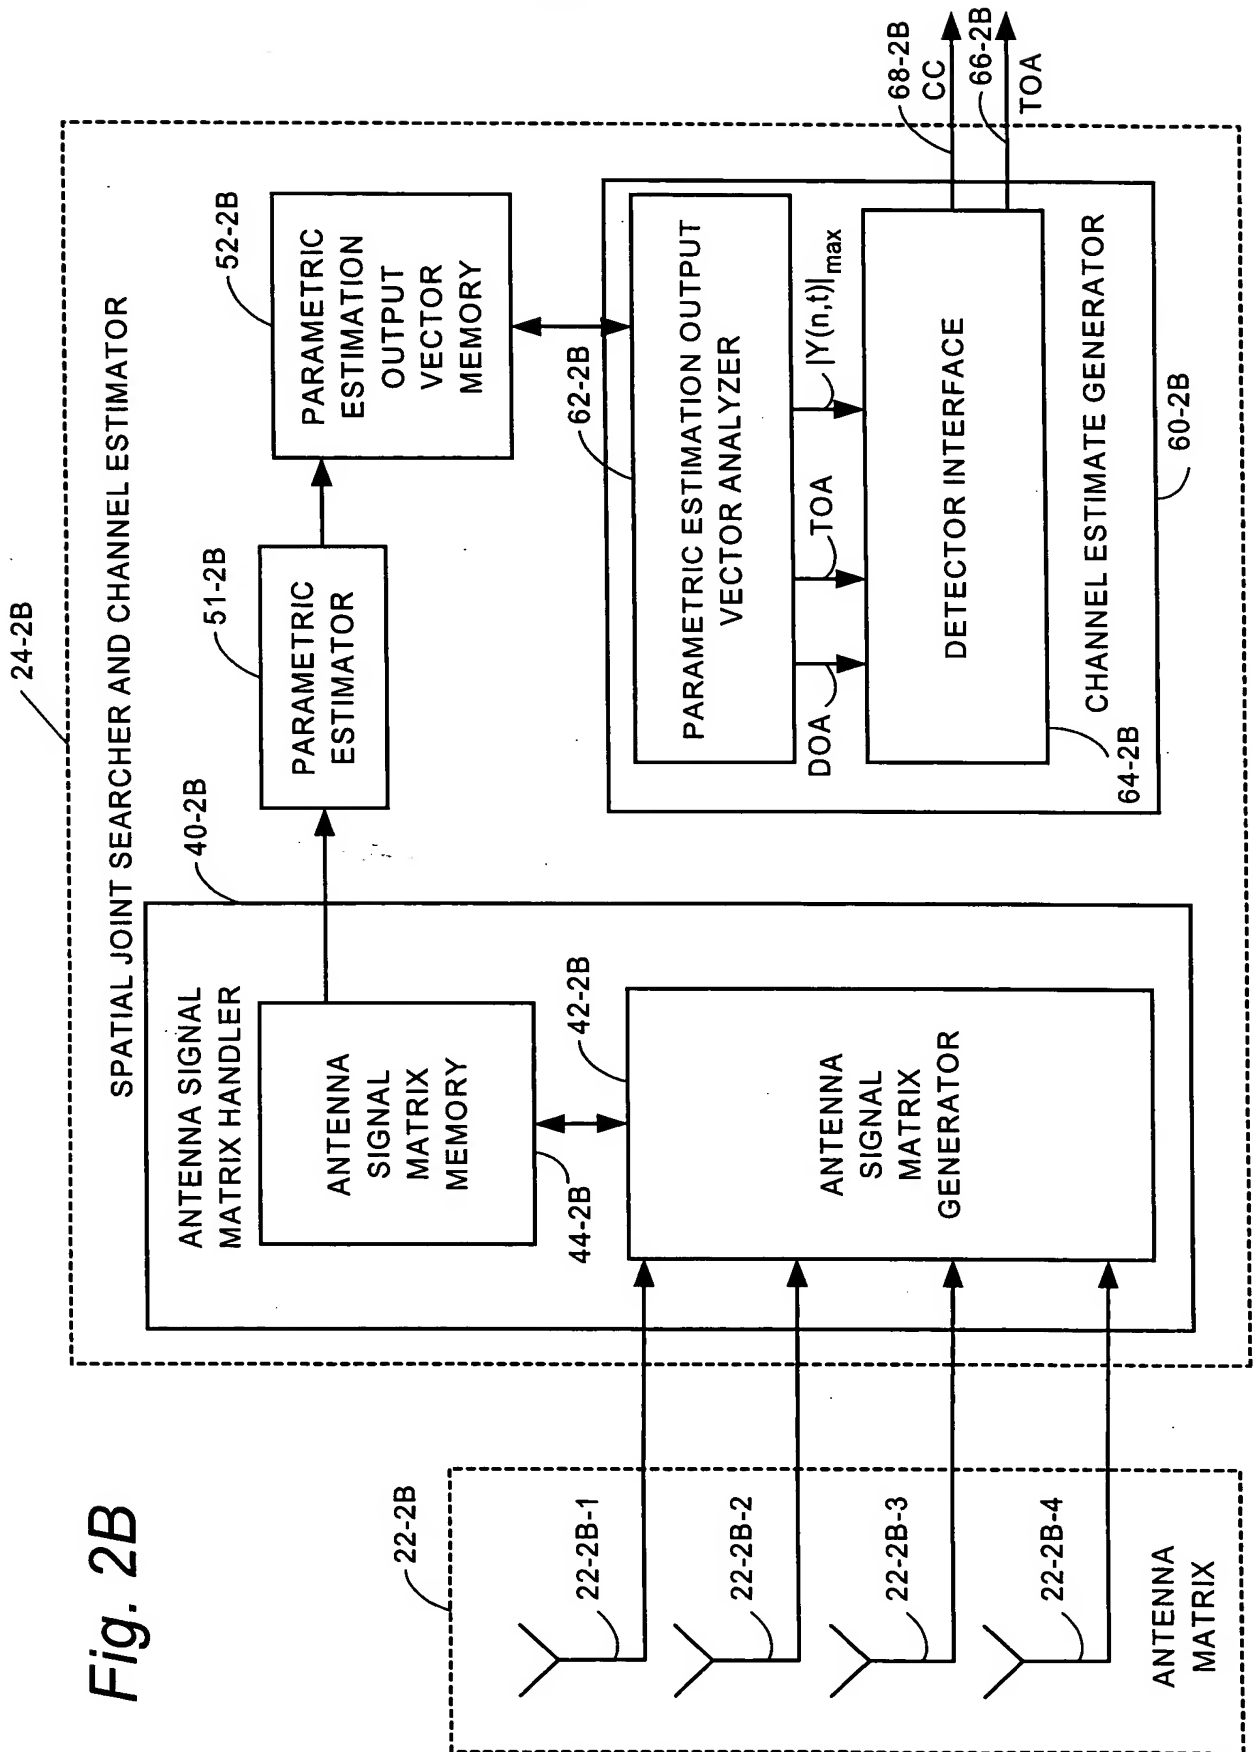 Fig. 2B
24-2B
SPATIAL JOINT SEARCHER AND CHANNEL ESTIMATOR
22-2B
22-2B-1
22-2B-2
22-2B-3
22-2B-4
ANTENNA
MATRIX
40-2B
ANTENNA SIGNAL
MATRIX HANDLER
ANTENNA
SIGNAL
MATRIX
MEMORY
44-2B
42-2B
ANTENNA
SIGNAL
MATRIX
GENERATOR
51-2B
PARAMETRIC
ESTIMATOR
52-2B
PARAMETRIC
ESTIMATION
OUTPUT
VECTOR
MEMORY
62-2B
PARAMETRIC ESTIMATION OUTPUT
VECTOR ANALYZER
DOA
TOA
|Y(n,t)|max
DETECTOR INTERFACE
64-2B
CHANNEL ESTIMATE GENERATOR
60-2B
68-2B
CC
66-2B
TOA